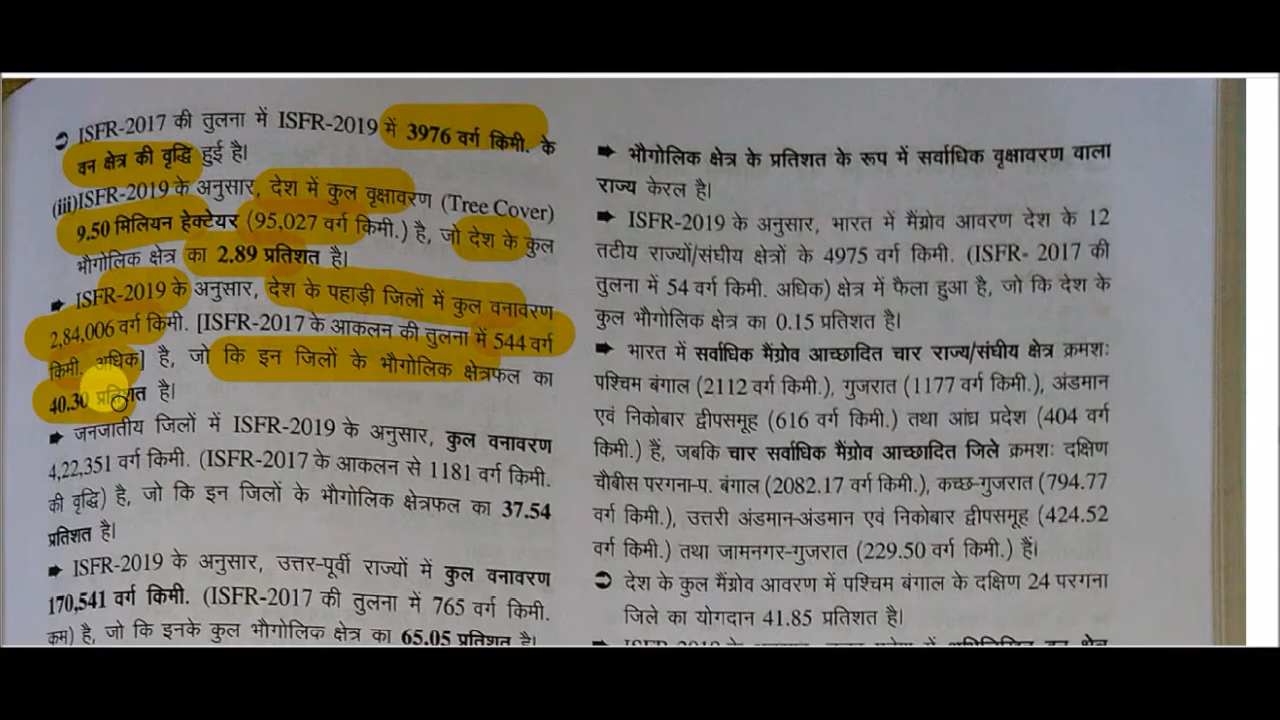 ➲ ISFR-2017 की तुलना में ISFR-2019 में 3976 वर्ग किमी. के
वन क्षेत्र की वृद्धि हुई है।
(iii)ISFR-2019 के अनुसार, देश में कुल वृक्षावरण (Tree Cover)
9.50 मिलियन हेक्टेयर (95,027 वर्ग किमी.) है, जो देश के कुल
भौगोलिक क्षेत्र का 2.89 प्रतिशत है।
➨ ISFR-2019 के अनुसार, देश के पहाड़ी जिलों में कुल वनावरण
2,84,006 वर्ग किमी. [ISFR-2017 के आकलन की तुलना में 544 वर्ग
किमी. अधिक] है, जो कि इन जिलों के भौगोलिक क्षेत्रफल का
40.30 प्रतिशत है।
➨ जनजातीय जिलों में ISFR-2019 के अनुसार, कुल वनावरण
4,22,351 वर्ग किमी. (ISFR-2017 के आकलन से 1181 वर्ग किमी.
की वृद्धि) है, जो कि इन जिलों के भौगोलिक क्षेत्रफल का 37.54
प्रतिशत है।
➨ ISFR-2019 के अनुसार, उत्तर-पूर्वी राज्यों में कुल वनावरण
170,541 वर्ग किमी. (ISFR-2017 की तुलना में 765 वर्ग किमी.
कम) है, जो कि इनके कुल भौगोलिक क्षेत्र का 65.05 प्रतिशत है।
➨ भौगोलिक क्षेत्र के प्रतिशत के रूप में सर्वाधिक वृक्षावरण वाला
राज्य केरल है।
➨ ISFR-2019 के अनुसार, भारत में मैंग्रोव आवरण देश के 12
तटीय राज्यों/संघीय क्षेत्रों के 4975 वर्ग किमी. (ISFR- 2017 की
तुलना में 54 वर्ग किमी. अधिक) क्षेत्र में फैला हुआ है, जो कि देश के
कुल भौगोलिक क्षेत्र का 0.15 प्रतिशत है।
➨ भारत में सर्वाधिक मैंग्रोव आच्छादित चार राज्य/संघीय क्षेत्र क्रमशः
पश्चिम बंगाल (2112 वर्ग किमी.), गुजरात (1177 वर्ग किमी.), अंडमान
एवं निकोबार द्वीपसमूह (616 वर्ग किमी.) तथा आंध्र प्रदेश (404 वर्ग
किमी.) हैं, जबकि चार सर्वाधिक मैंग्रोव आच्छादित जिले क्रमशः दक्षिण
चौबीस परगना-प. बंगाल (2082.17 वर्ग किमी.), कच्छ-गुजरात (794.77
वर्ग किमी.), उत्तरी अंडमान-अंडमान एवं निकोबार द्वीपसमूह (424.52
वर्ग किमी.) तथा जामनगर-गुजरात (229.50 वर्ग किमी.) हैं।
➲ देश के कुल मैंग्रोव आवरण में पश्चिम बंगाल के दक्षिण 24 परगना
जिले का योगदान 41.85 प्रतिशत है।